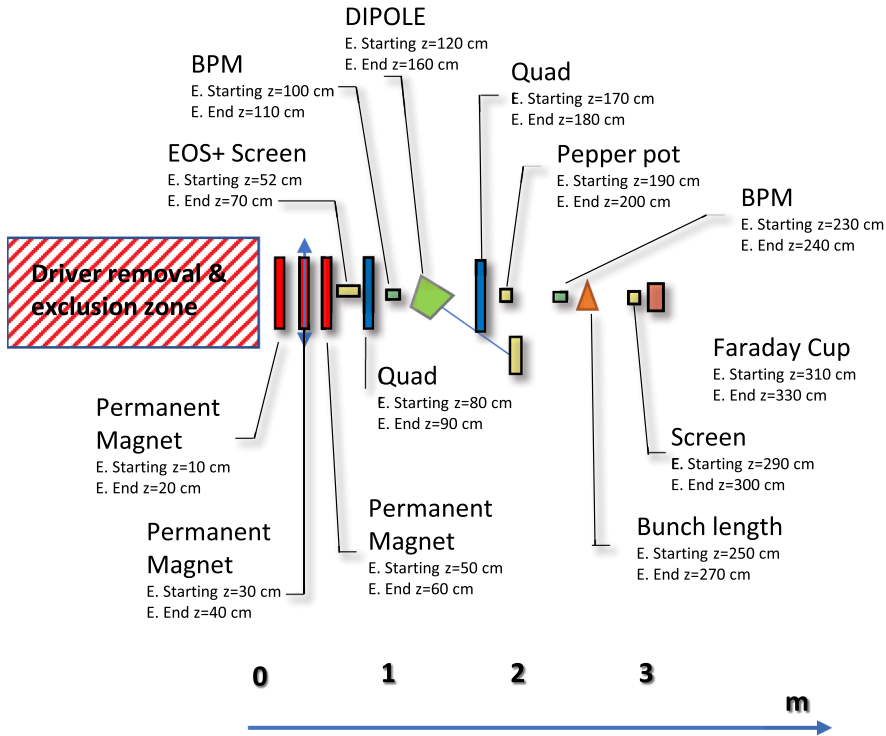 DIPOLE
E. Starting z=120 cm
E. End z=160 cm
BPM
E. Starting z=100 cm
E. End z=110 cm
Quad
E. Starting z=170 cm
E. End z=180 cm
EOS+ Screen
E. Starting z=52 cm
E. End z=70 cm
Pepper pot
E. Starting z=190 cm
E. End z=200 cm
BPM
E. Starting z=230 cm
E. End z=240 cm
Driver removal &
exclusion zone
Faraday Cup
E. Starting z=310 cm
E. End z=330 cm
Quad
E. Starting z=80 cm
E. End z=90 cm
Permanent
Magnet
E. Starting z=10 cm
E. End z=20 cm
Screen
E. Starting z=290 cm
E. End z=300 cm
Permanent
Magnet
E. Starting z=50 cm
E. End z=60 cm
Bunch length
E. Starting z=250 cm
E. End z=270 cm
Permanent
Magnet
E. Starting z=30 cm
E. End z=40 cm
0 1 2 3
m